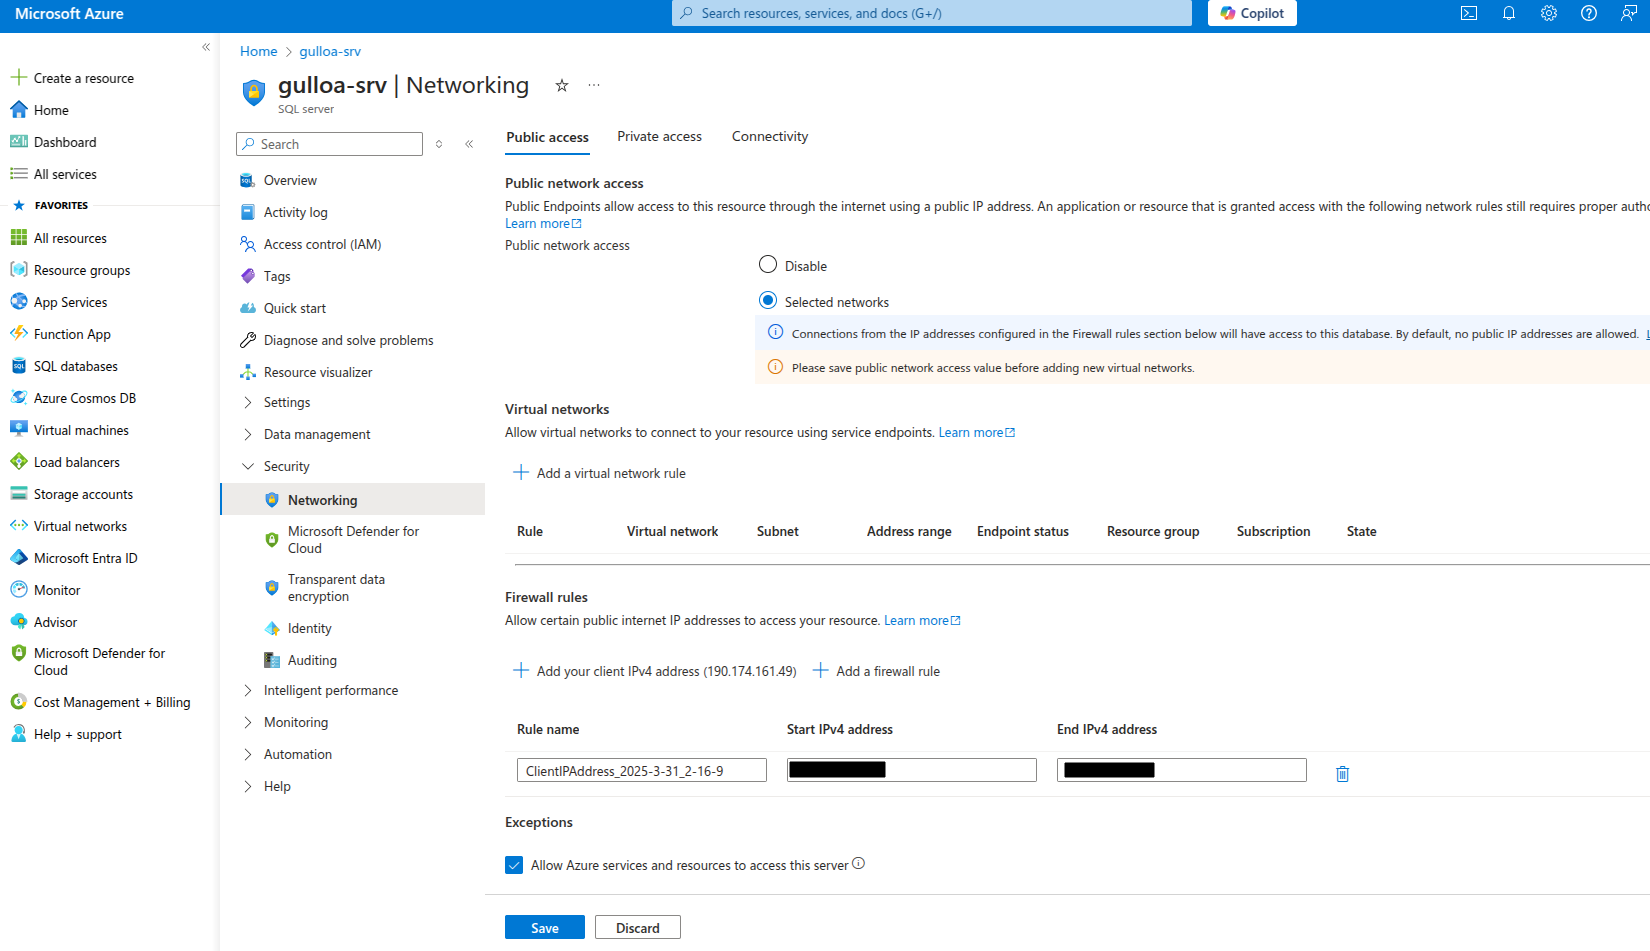 Microsoft Azure
Search resources, services, and docs (G+/)
Copilot
Create a resource
Home
Dashboard
All services
FAVORITES
All resources
Resource groups
App Services
Function App
SQL databases
Azure Cosmos DB
Virtual machines
Load balancers
Storage accounts
Virtual networks
Microsoft Entra ID
Monitor
Advisor
Microsoft Defender for
Cloud
Cost Management + Billing
Help + support
Home > gulloa-srv
gulloa-srv | Networking
SQL server
Search
Overview
Activity log
Access control (IAM)
Tags
Quick start
Diagnose and solve problems
Resource visualizer
Settings
Data management
Security
Networking
Microsoft Defender for
Cloud
Transparent data
encryption
Identity
Auditing
Intelligent performance
Monitoring
Automation
Help
Public access Private access Connectivity
Public network access
Public Endpoints allow access to this resource through the internet using a public IP address. An application or resource that is granted access with the following network rules still requires proper autho
Learn more
Public network access
Disable
Selected networks
Connections from the IP addresses configured in the Firewall rules section below will have access to this database. By default, no public IP addresses are allowed.
Please save public network access value before adding new virtual networks.
Virtual networks
Allow virtual networks to connect to your resource using service endpoints. Learn more
Add a virtual network rule
Rule Virtual network Subnet Address range Endpoint status Resource group Subscription State
Firewall rules
Allow certain public internet IP addresses to access your resource. Learn more
Add your client IPv4 address (190.174.161.49) Add a firewall rule
Rule name Start IPv4 address End IPv4 address
ClientIPAddress_2025-3-31_2-16-9
Exceptions
Allow Azure services and resources to access this server
Save Discard